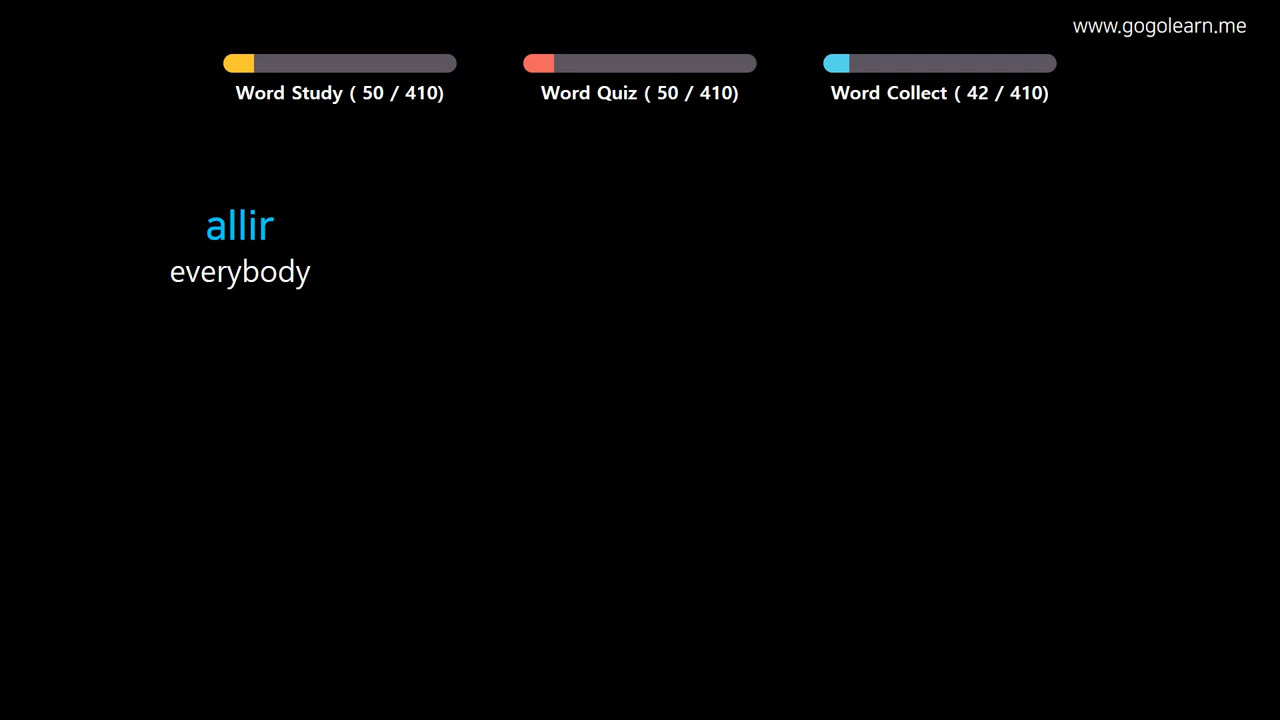 www.gogolearn.me
Word Study ( 50 / 410)
Word Quiz ( 50 / 410)
Word Collect ( 42 / 410)
allir
everybody